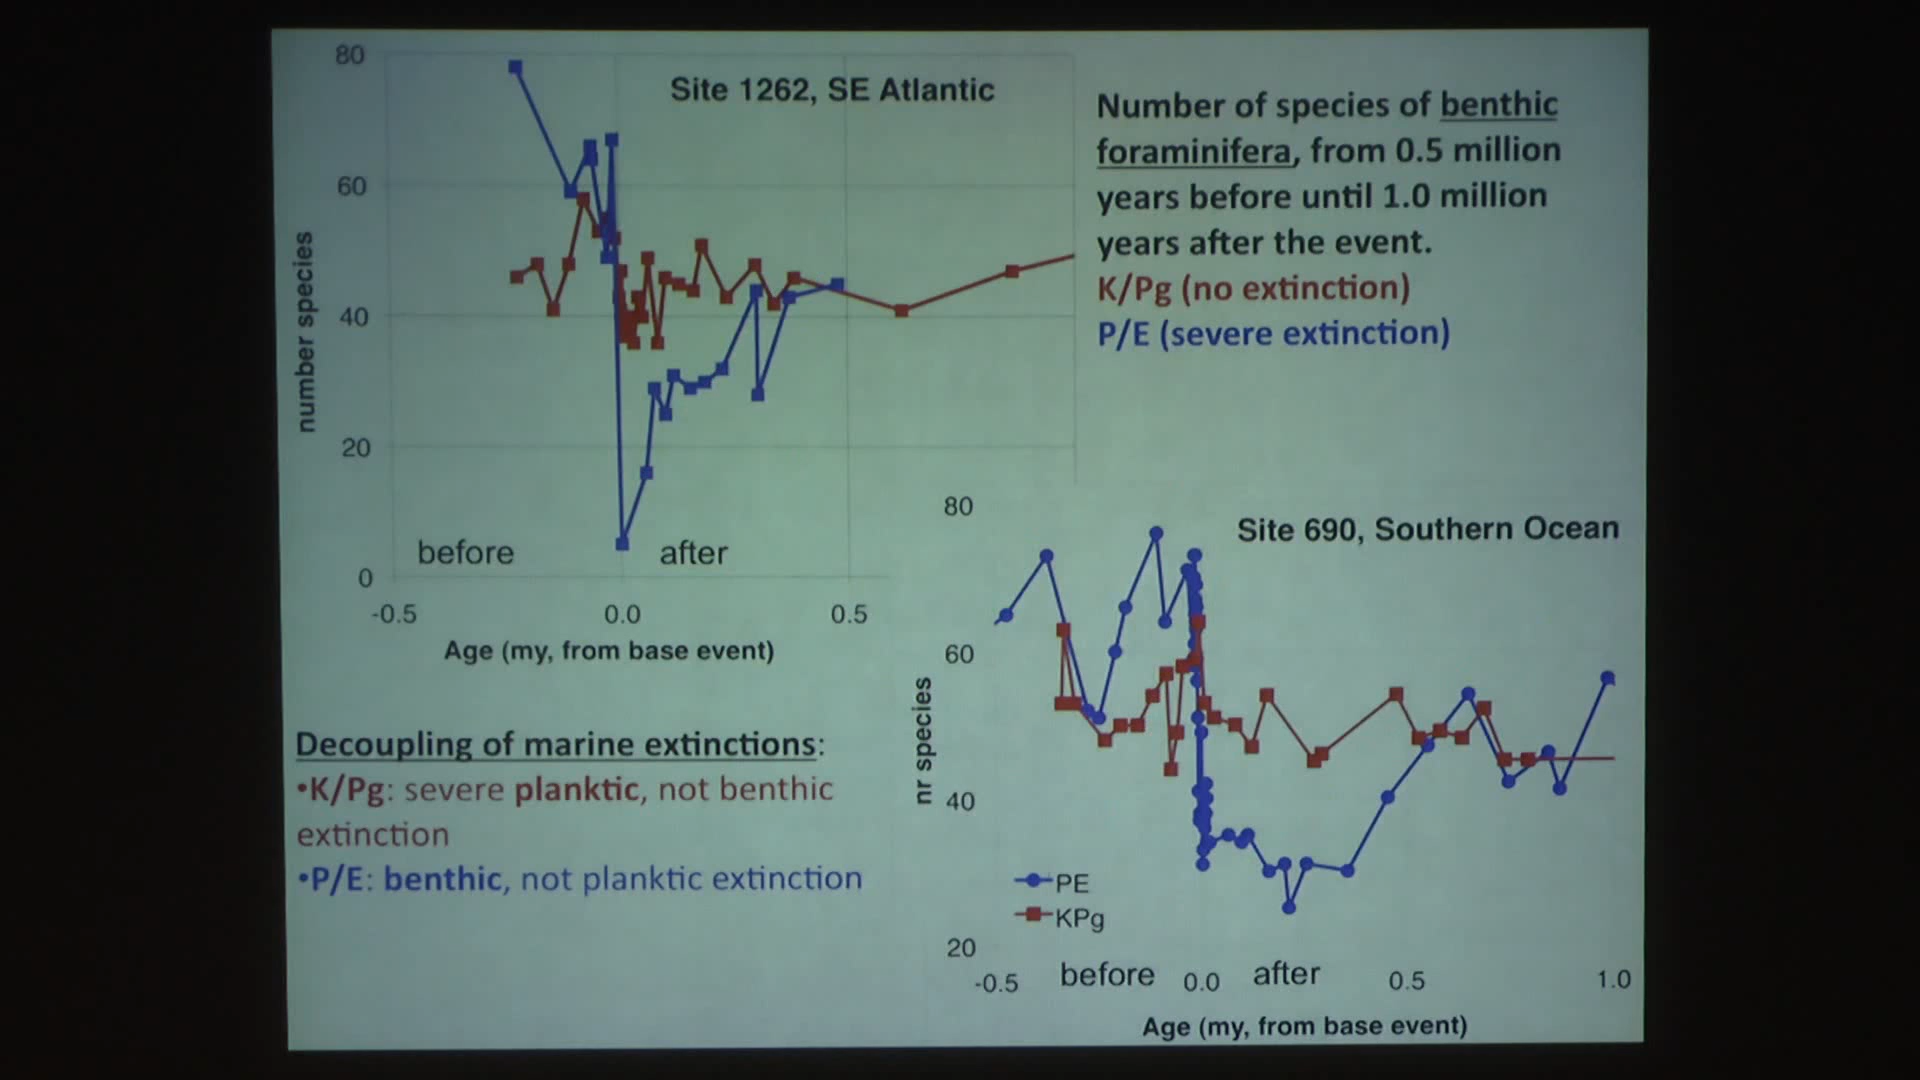 80
Site 1262, SE Atlantic
60
40
20
0
number species
before
after
-0.5
0.0
0.5
Age (my, from base event)
Number of species of benthic
foraminifera, from 0.5 million
years before until 1.0 million
years after the event.
K/Pg (no extinction)
P/E (severe extinction)
Decoupling of marine extinctions:
•K/Pg: severe planktic, not benthic
extinction
•P/E: benthic, not planktic extinction
80
Site 690, Southern Ocean
60
40
20
nr species
PE
KPg
before
after
-0.5
0.0
0.5
1.0
Age (my, from base event)